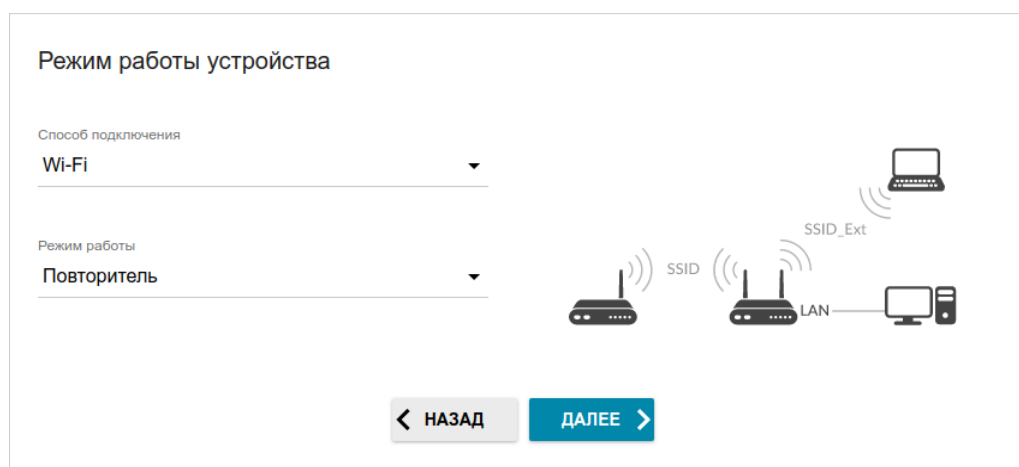 Режим работы устройства
Способ подключения
Wi-Fi
Режим работы
Повторитель
SSID_Ext
SSID
LAN
НАЗАД
ДАЛЕЕ